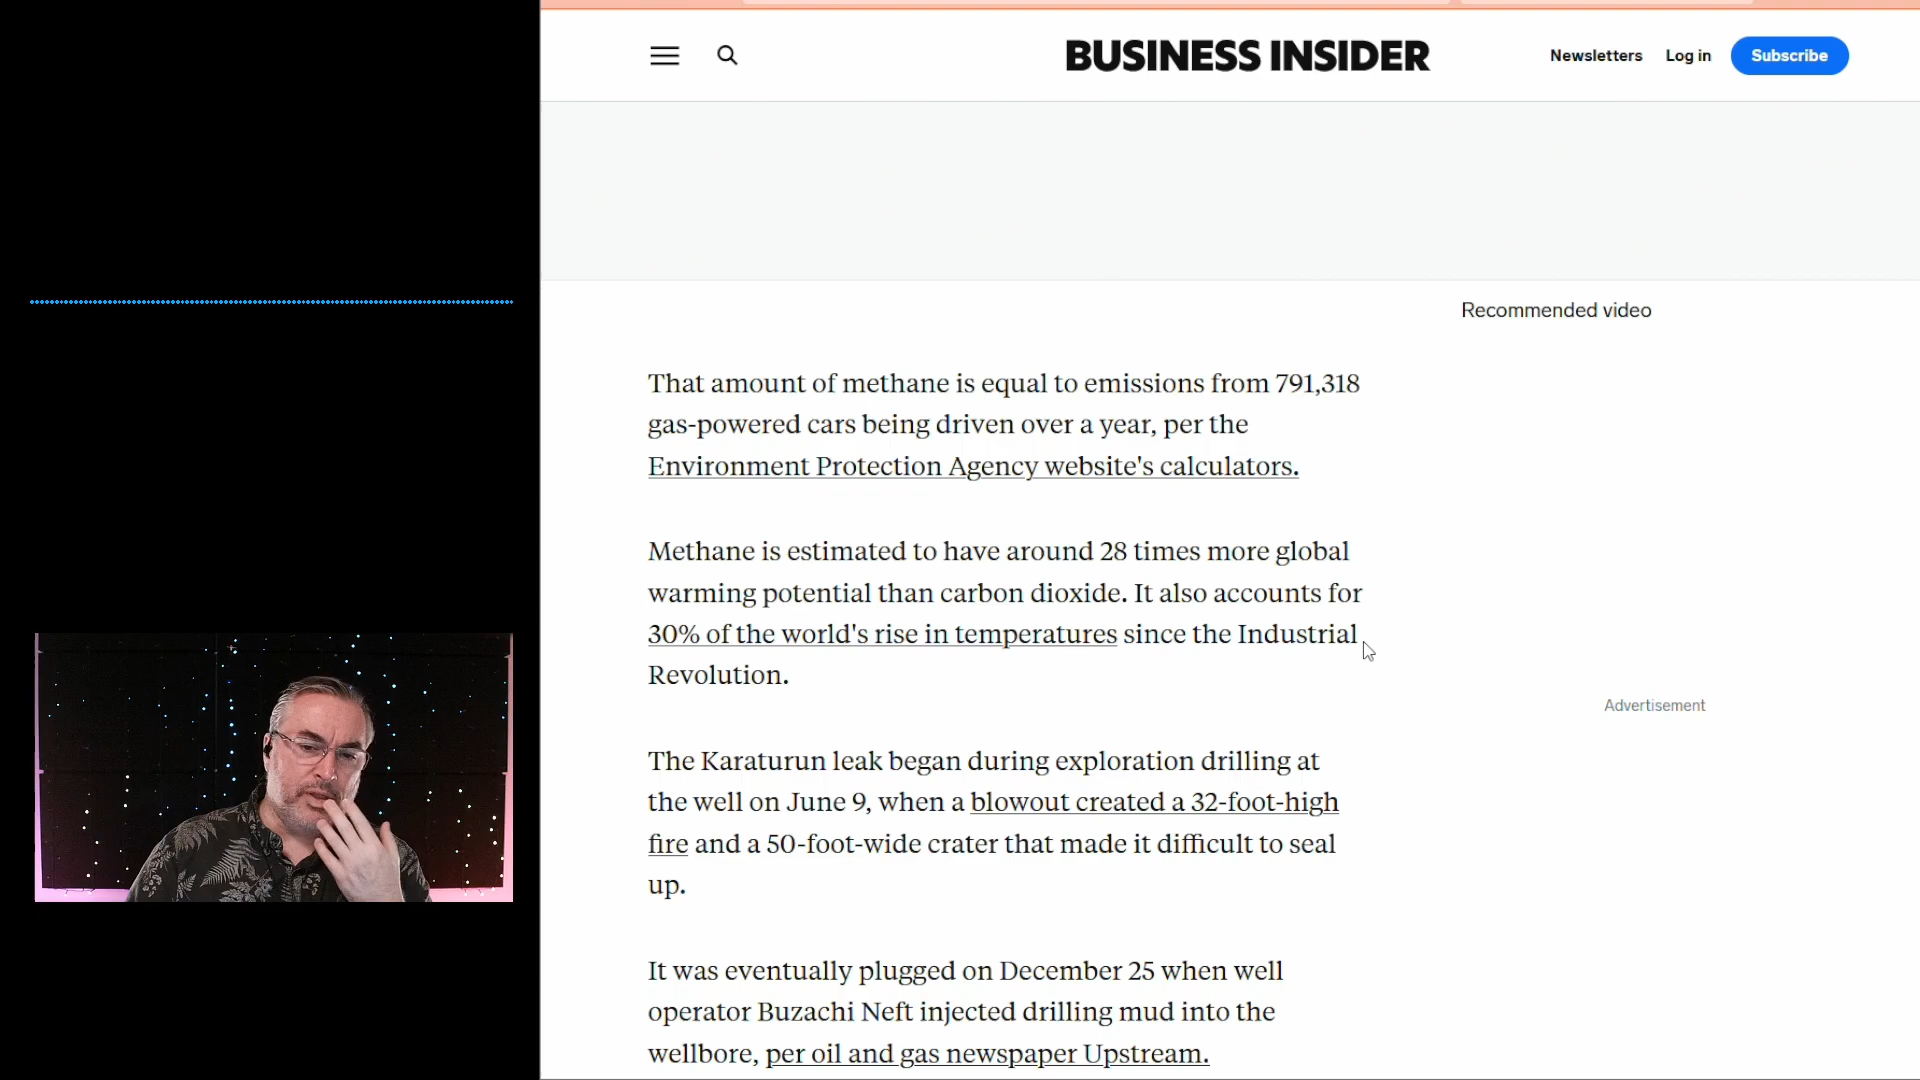 BUSINESS INSIDER
Newsletters
Log in
Subscribe
Recommended video
That amount of methane is equal to emissions from 791,318
gas-powered cars being driven over a year, per the
Environment Protection Agency website's calculators.
Methane is estimated to have around 28 times more global
warming potential than carbon dioxide. It also accounts for
30% of the world's rise in temperatures since the Industrial
Revolution.
Advertisement
The Karaturun leak began during exploration drilling at
the well on June 9, when a blowout created a 32-foot-high
fire and a 50-foot-wide crater that made it difficult to seal
up.
It was eventually plugged on December 25 when well
operator Buzachi Neft injected drilling mud into the
wellbore, per oil and gas newspaper Upstream.